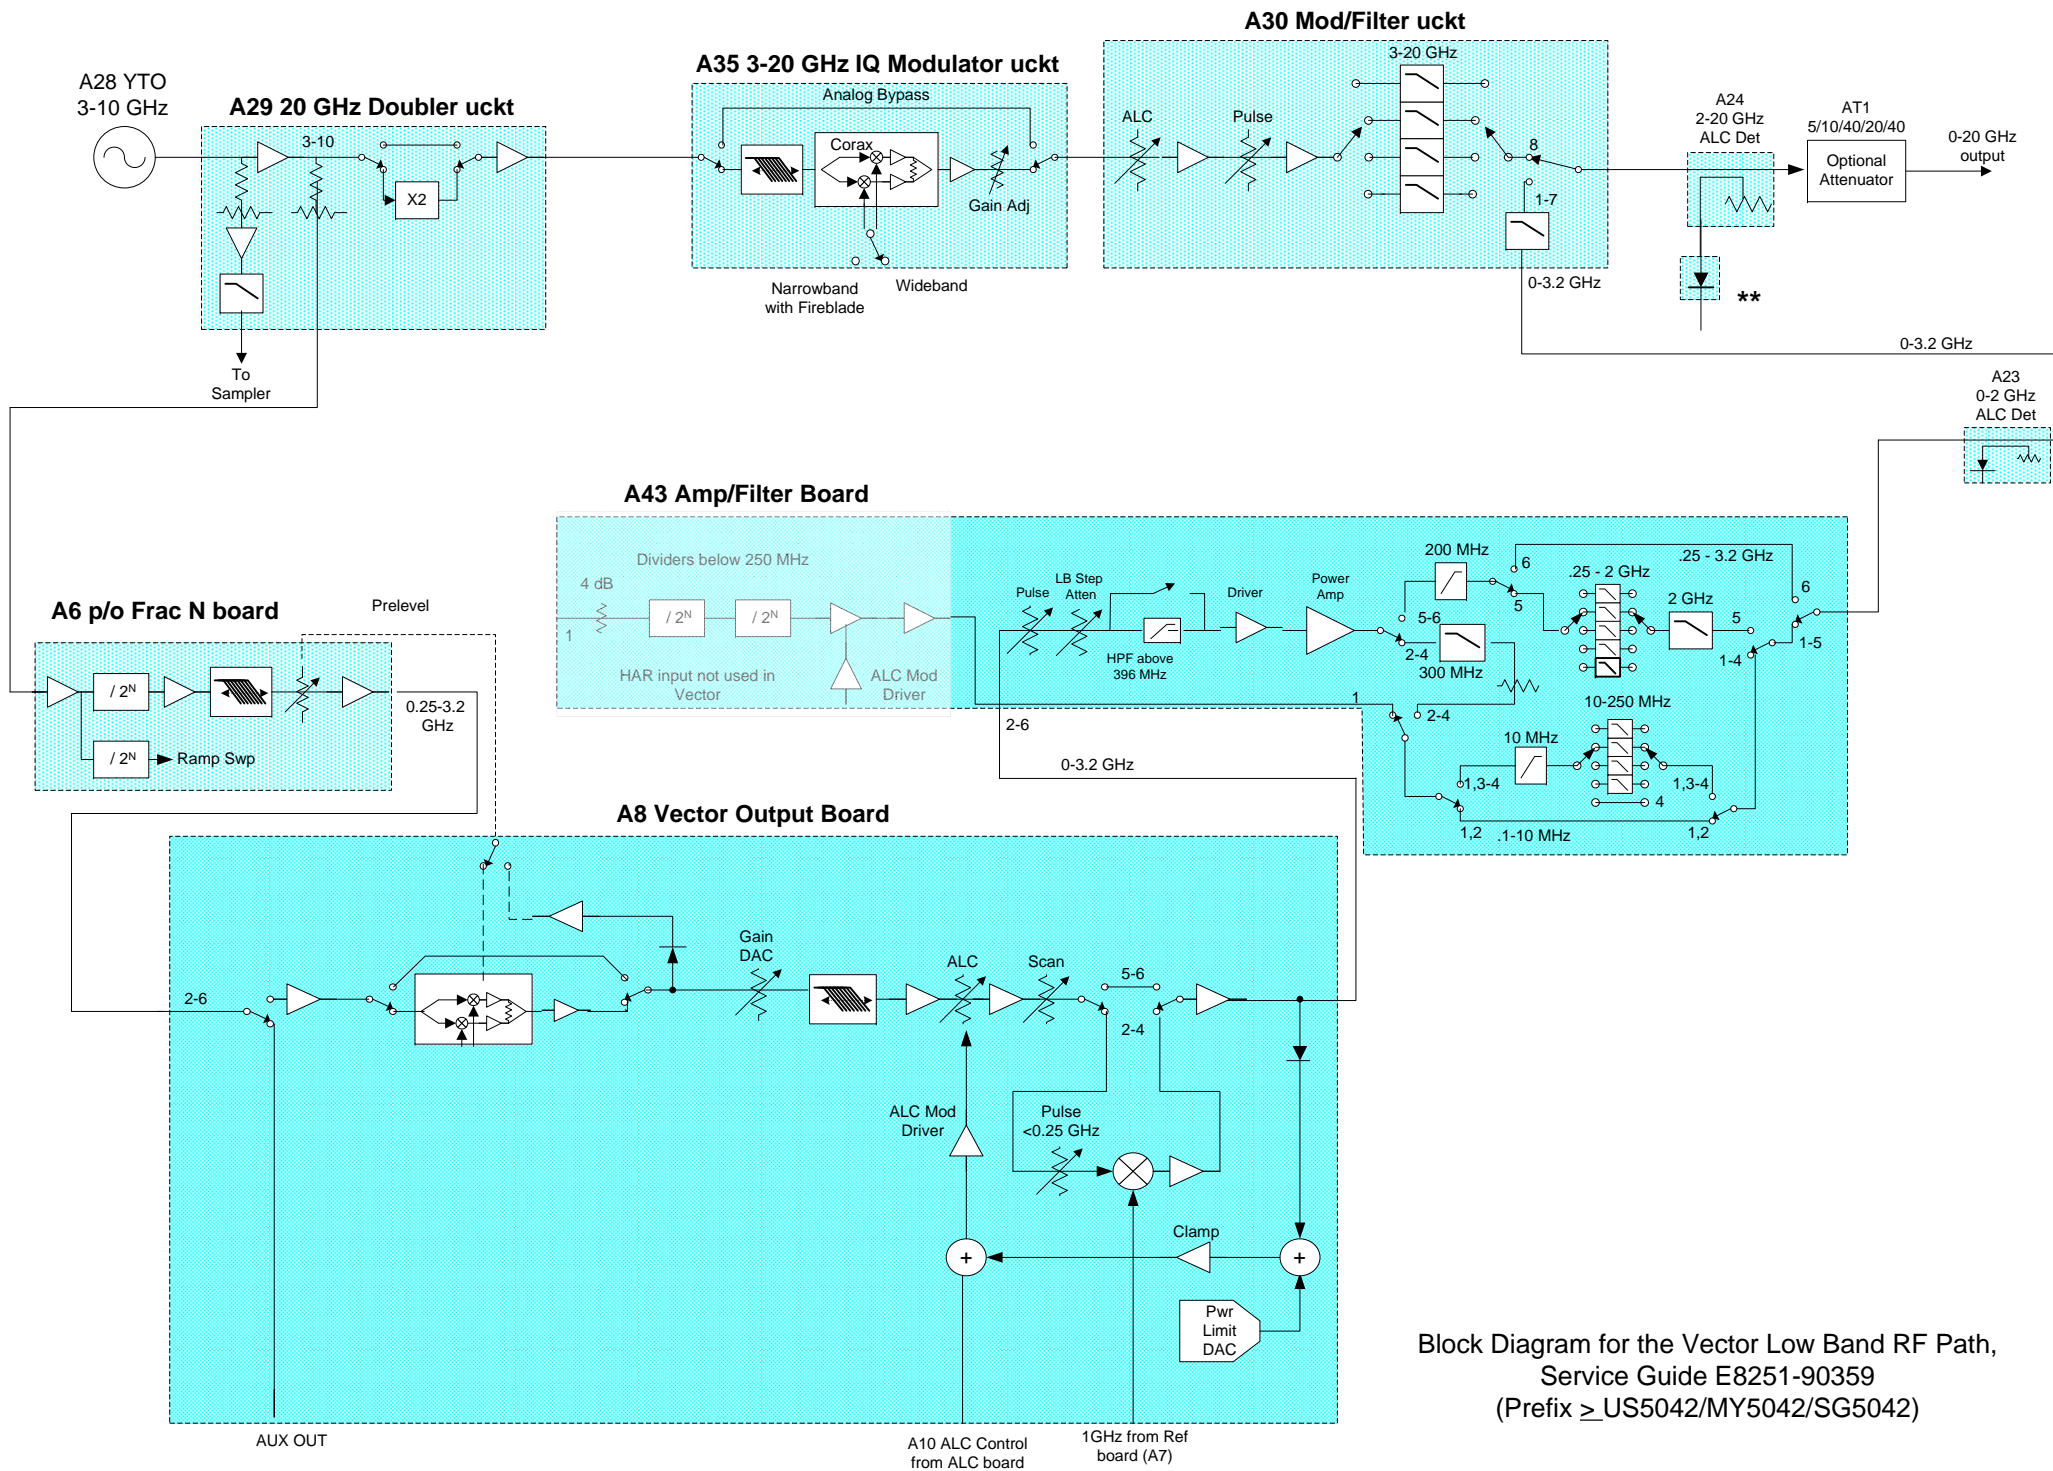 A30 Mod/Filter uckt
3-20 GHz
A35 3-20 GHz IQ Modulator uckt
A28 YTO
3-10 GHz
A29 20 GHz Doubler uckt
3-10
X2
To
Sampler
Analog Bypass
Corax
Gain Adj
Narrowband
with Fireblade
Wideband
ALC
Pulse
8
1-7
0-3.2 GHz
A24
2-20 GHz
ALC Det
**
AT1
5/10/40/20/40
Optional
Attenuator
0-20 GHz
output
0-3.2 GHz
A23
0-2 GHz
ALC Det
A43 Amp/Filter Board
Dividers below 250 MHz
4 dB
1
/ 2N
/ 2N
HAR input not used in
Vector
ALC Mod
Driver
Pulse
LB Step
Atten
HPF above
396 MHz
Driver
Power
Amp
200 MHz
6
5
5-6
2-4
300 MHz
.25 - 3.2 GHz
.25 - 2 GHz
2 GHz
5
6
1-5
1-4
1
2-4
10-250 MHz
10 MHz
1,3-4
1,3-4
4
1,2
.1-10 MHz
1,2
2-6
0-3.2 GHz
A6 p/o Frac N board
Prelevel
/ 2N
/ 2N
Ramp Swp
0.25-3.2
GHz
A8 Vector Output Board
2-6
Gain
DAC
ALC
Scan
5-6
2-4
ALC Mod
Driver
Pulse
<0.25 GHz
Clamp
+
+
Pwr
Limit
DAC
AUX OUT
A10 ALC Control
from ALC board
1GHz from Ref
board (A7)
Block Diagram for the Vector Low Band RF Path,
Service Guide E8251-90359
(Prefix > US5042/MY5042/SG5042)